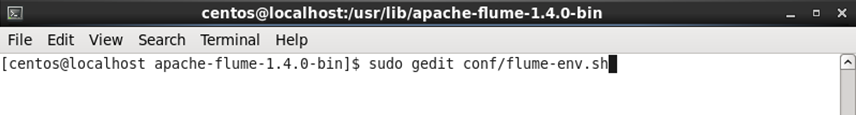 centos@localhost:/usr/lib/apache-flume-1.4.0-bin
File Edit View Search Terminal Help
[centos@localhost apache-flume-1.4.0-bin]$ sudo gedit conf/flume-env.sh